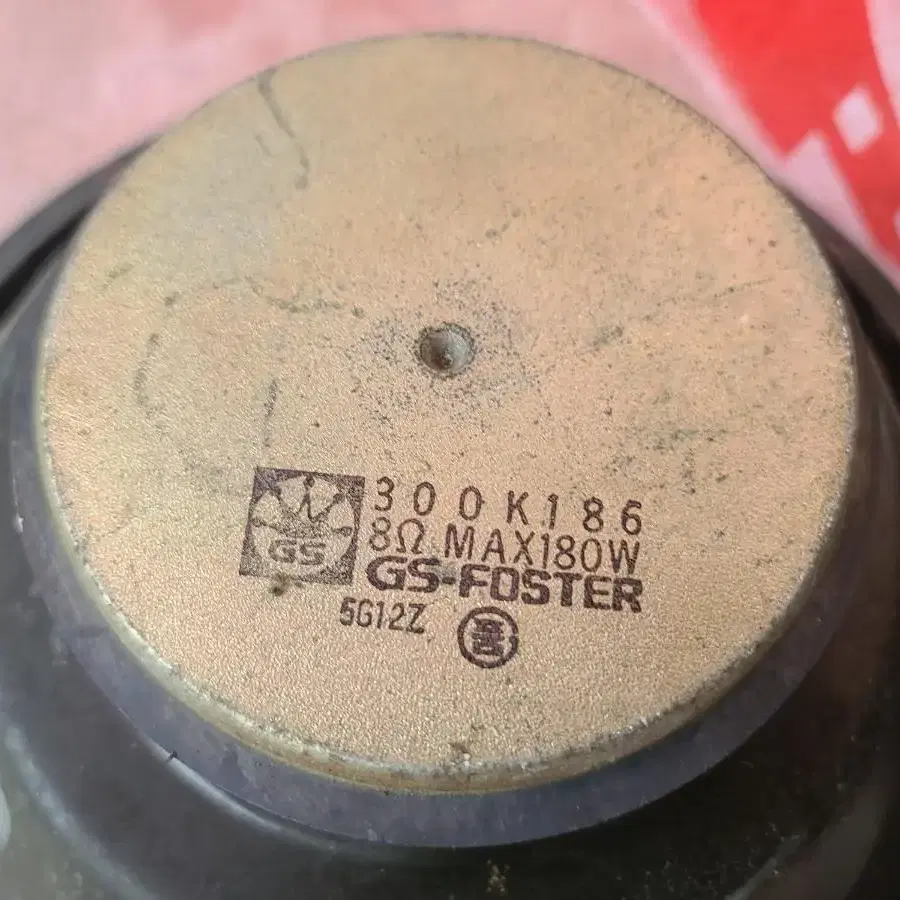 300K186
8Ω MAX180W
GS
GS-FOSTER
5G12Z